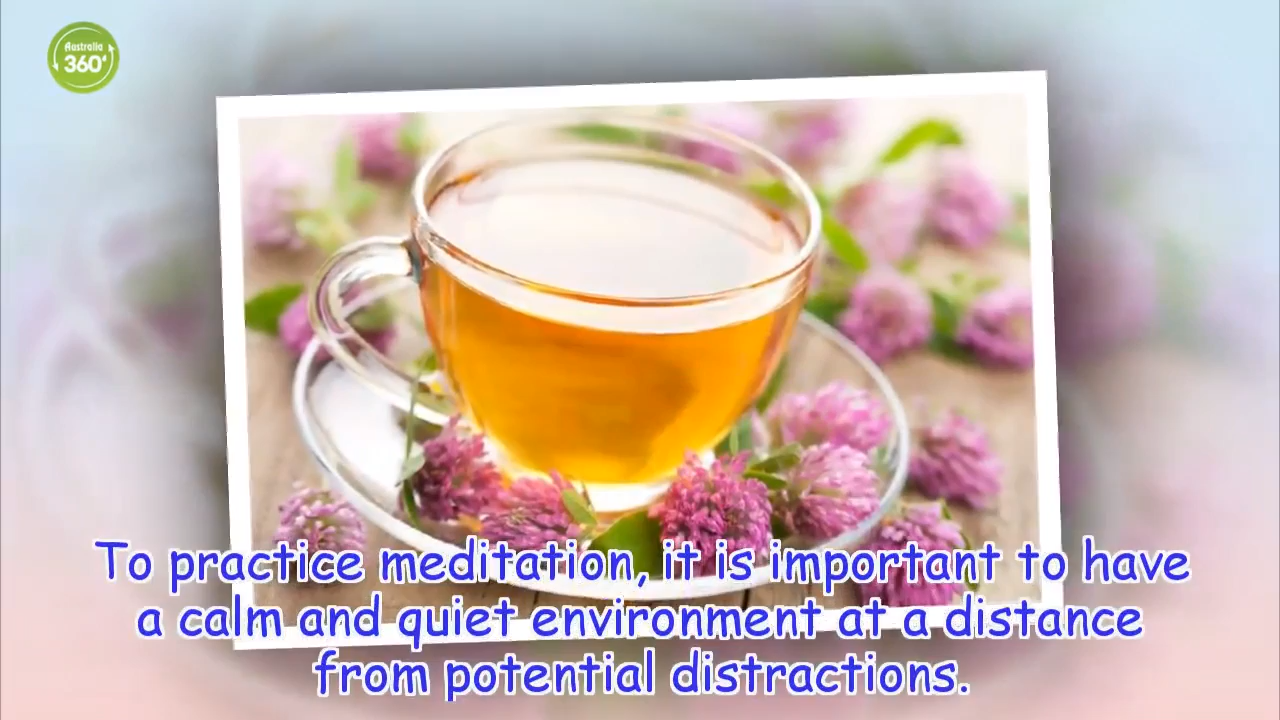 Australia
360°
To practice meditation, it is important to have
a calm and quiet environment at a distance
from potential distractions.